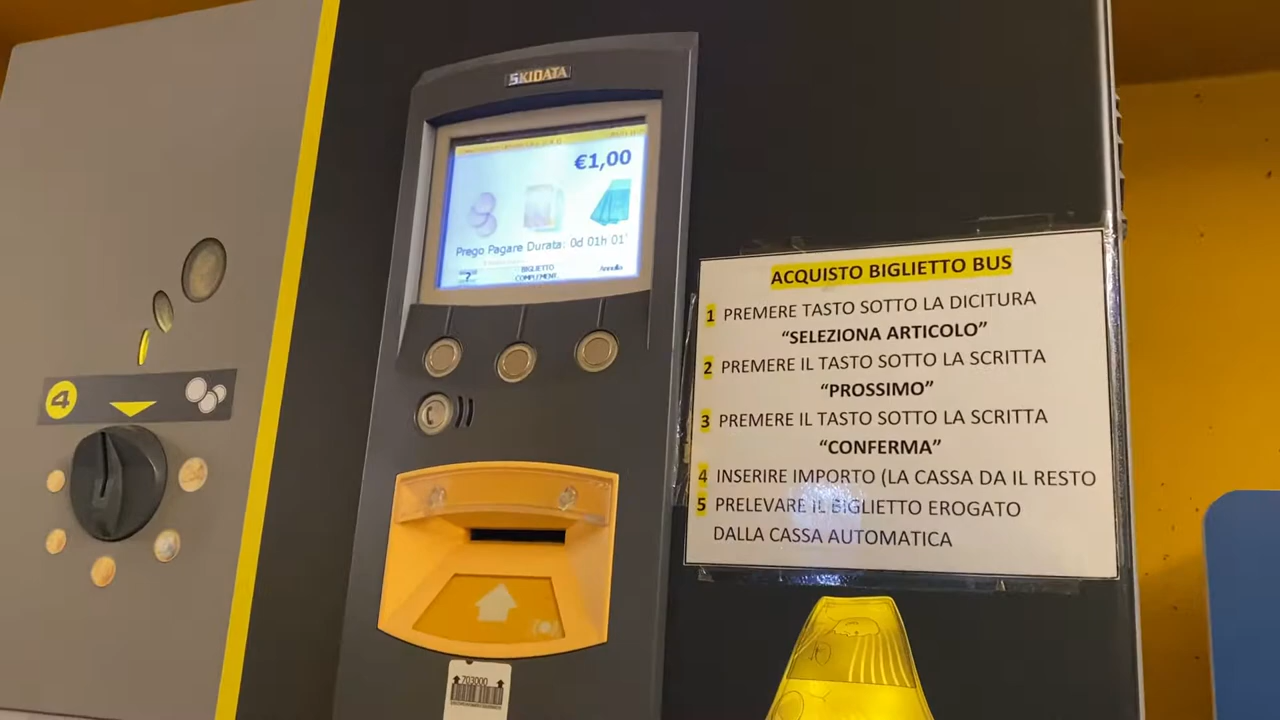 SKIDATA
€1,00
Prego Pagare Durata: 0d 01h 01'
?
BIGLIETTO
COMPLEMENT
Annulla
4
703000
ACQUISTO BIGLIETTO BUS
1 PREMERE TASTO SOTTO LA DICITURA
"SELEZIONA ARTICOLO"
2 PREMERE IL TASTO SOTTO LA SCRITTA
"PROSSIMO"
3 PREMERE IL TASTO SOTTO LA SCRITTA
"CONFERMA"
4 INSERIRE IMPORTO (LA CASSA DA IL RESTO
5 PRELEVARE IL BIGLIETTO EROGATO
DALLA CASSA AUTOMATICA